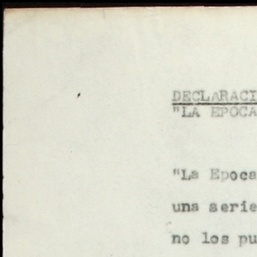 DECLARACI
"LA EPOCA
"La Epoca
una serie
no los pu